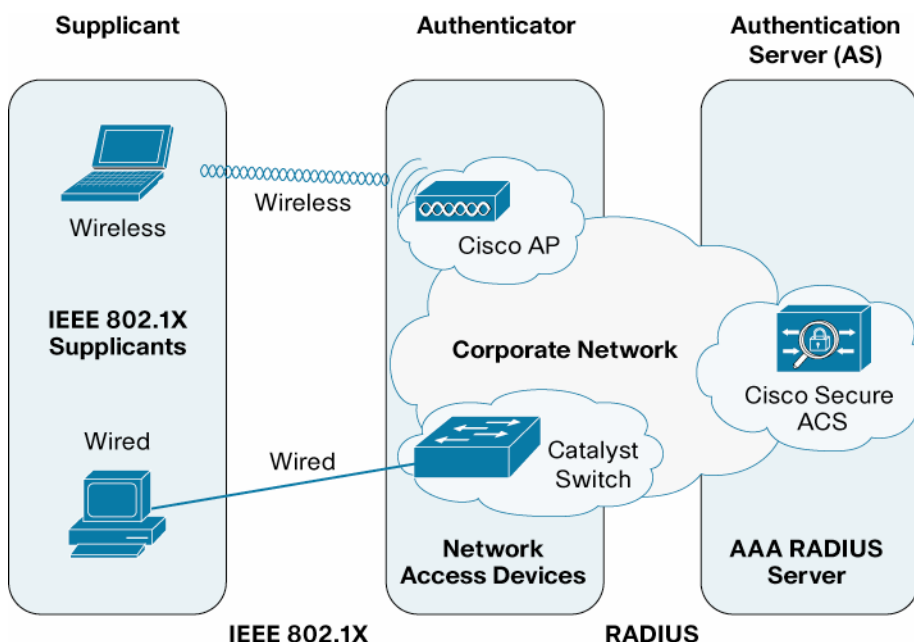 Supplicant
Authenticator
Authentication
Server (AS)
Wireless
Wireless
Cisco AP
IEEE 802.1X
Supplicants
Corporate Network
Cisco Secure
ACS
Wired
Wired
Catalyst
Switch
Network
Access Devices
AAA RADIUS
Server
IEEE 802.1X
RADIUS